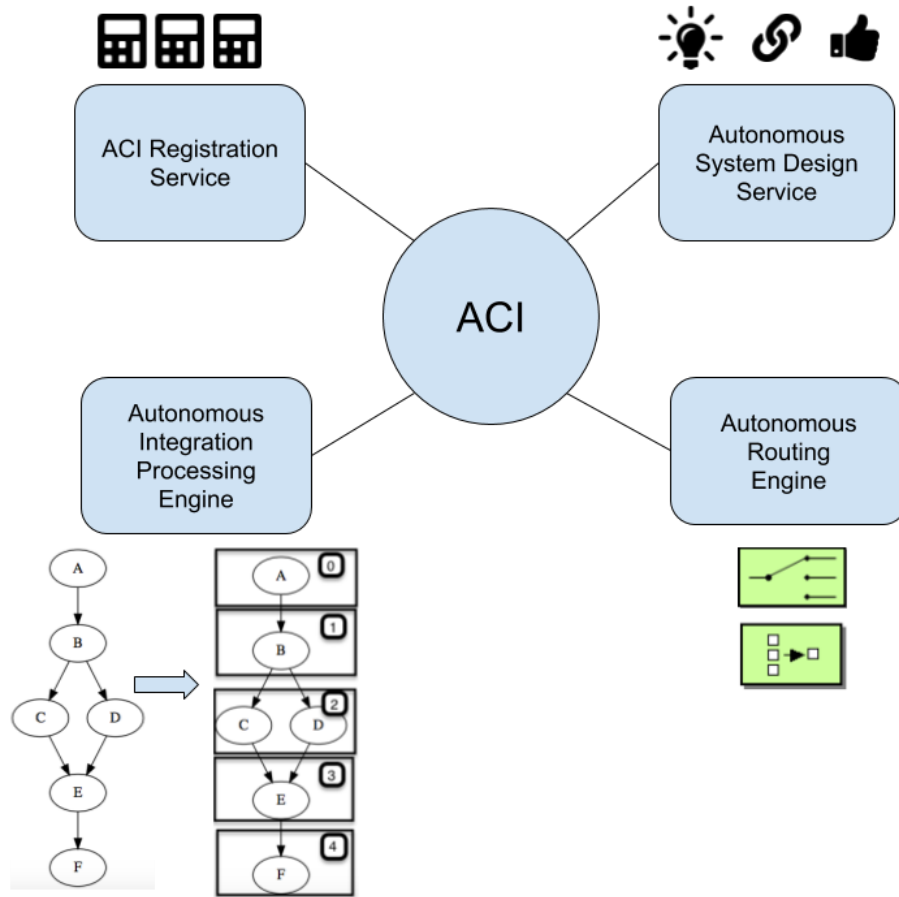 ACI Registration
Service
Autonomous
System Design
Service
ACI
Autonomous
Integration
Processing
Engine
Autonomous
Routing
Engine
A
B
C D
E
F
0
A
1
B
2
C D
3
E
4
F